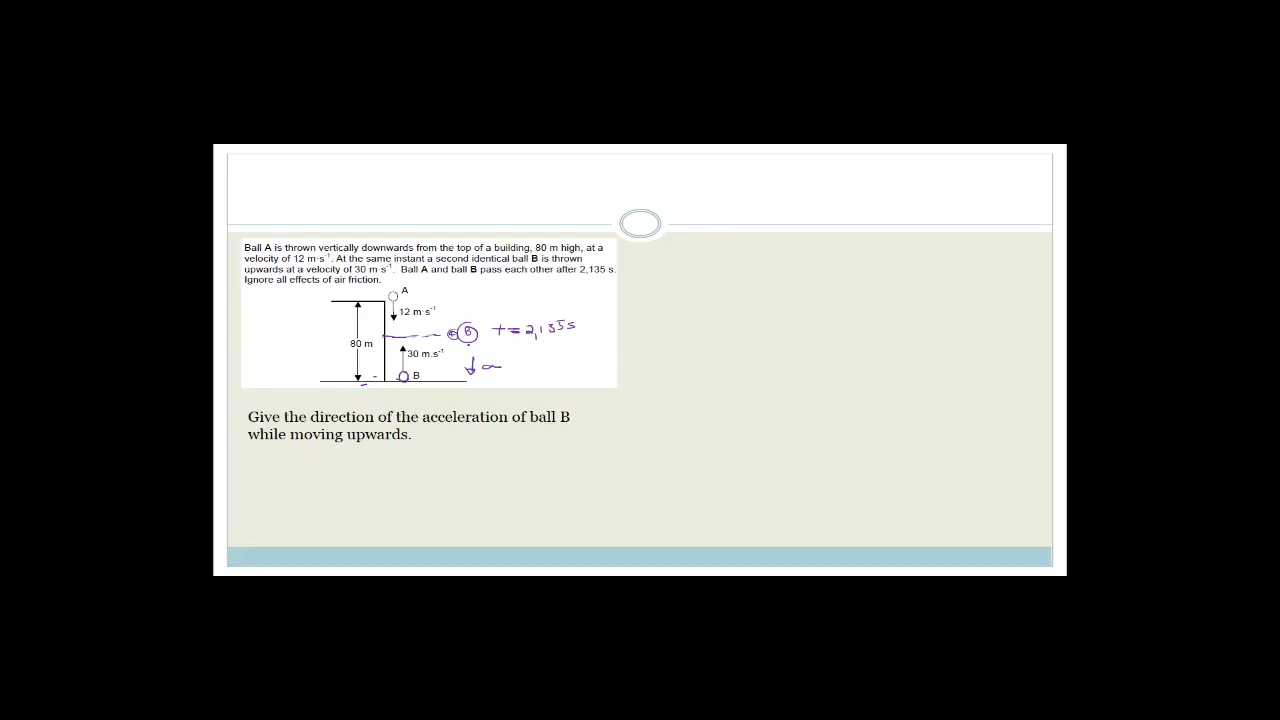 Ball A is thrown vertically downwards from the top of a building, 80 m high, at a
velocity of 12 m·s⁻¹. At the same instant a second identical ball B is thrown
upwards at a velocity of 30 m·s⁻¹. Ball A and ball B pass each other after 2,135 s.
Ignore all effects of air friction.
A
12 m·s⁻¹
B t = 2,135 s
80 m
30 m.s⁻¹
a
B
Give the direction of the acceleration of ball B
while moving upwards.